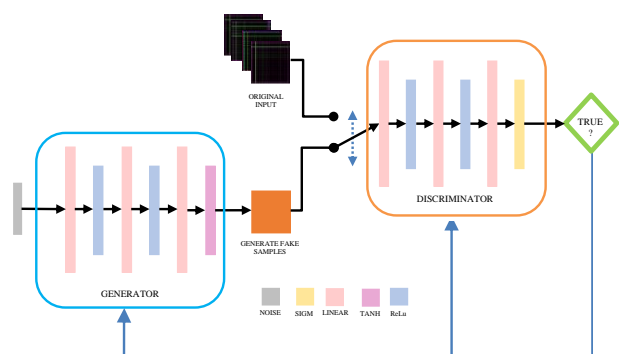 ORIGINAL
INPUT
TRUE
?
DISCRIMINATOR
GENERATE FAKE
SAMPLES
GENERATOR
NOISE
SIGM
LINEAR
TANH
ReLu